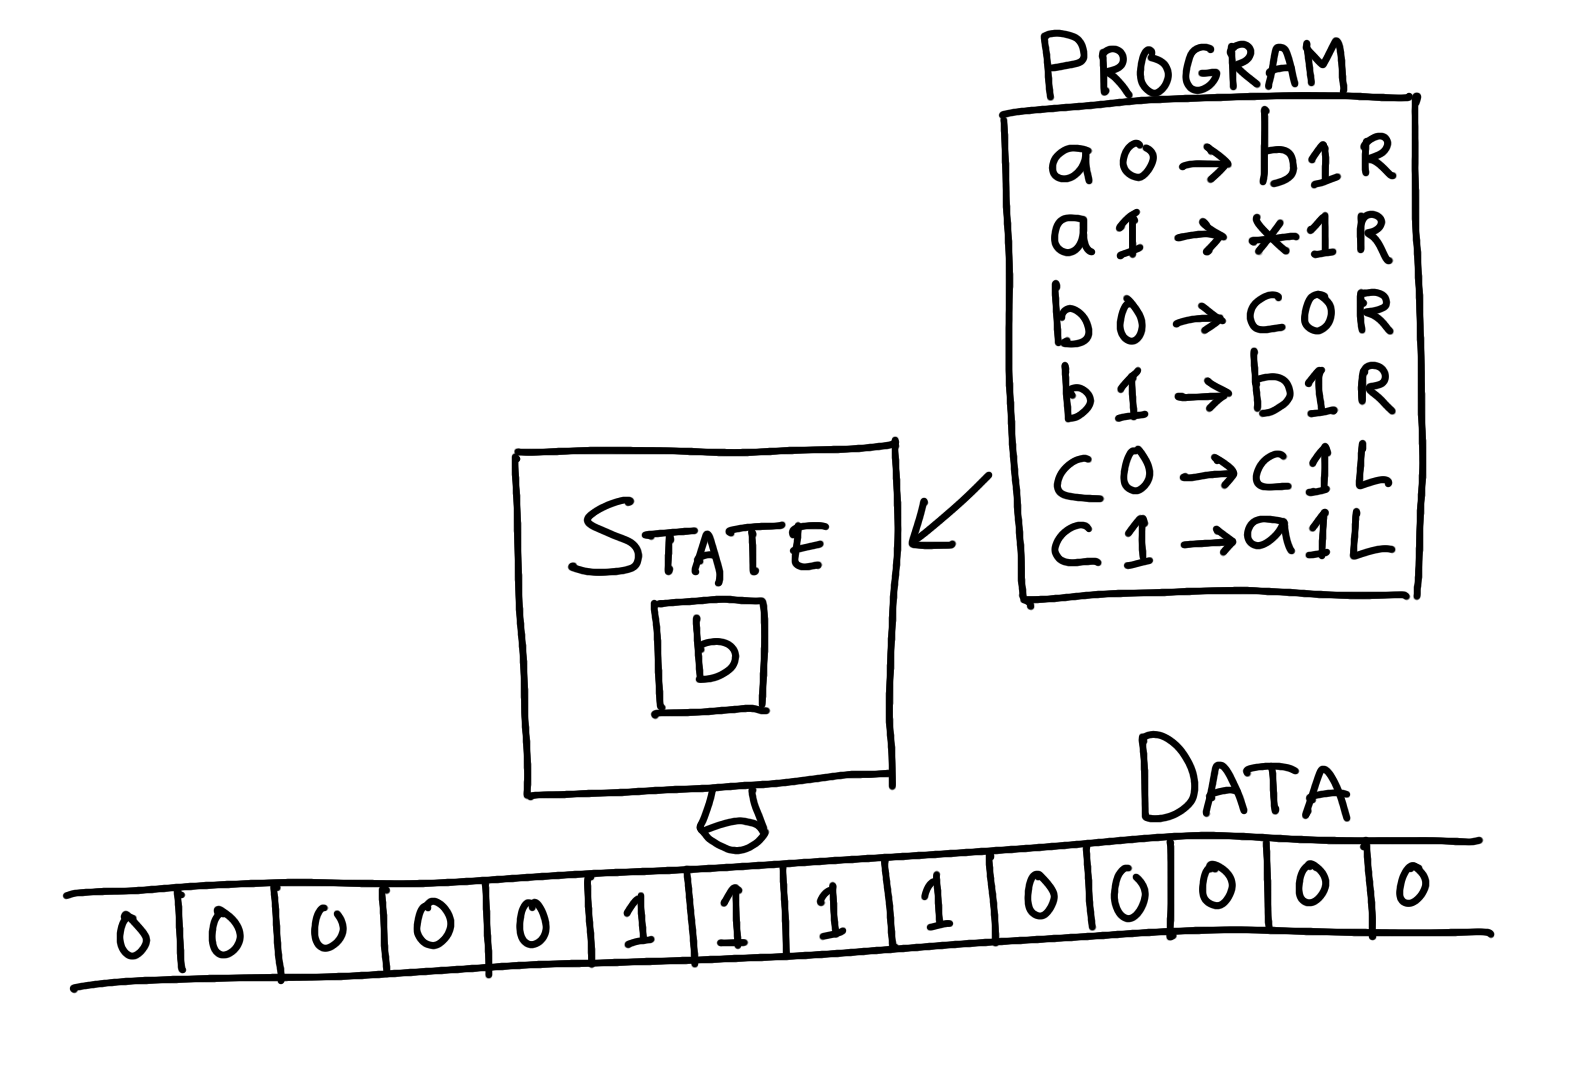 PROGRAM
a 0 → b 1 R
a 1 → * 1 R
b 0 → c 0 R
b 1 → b 1 R
c 0 → c 1 L
c 1 → a 1 L
STATE
b
DATA
0 0 0 0 0 1 1 1 1 0 0 0 0 0